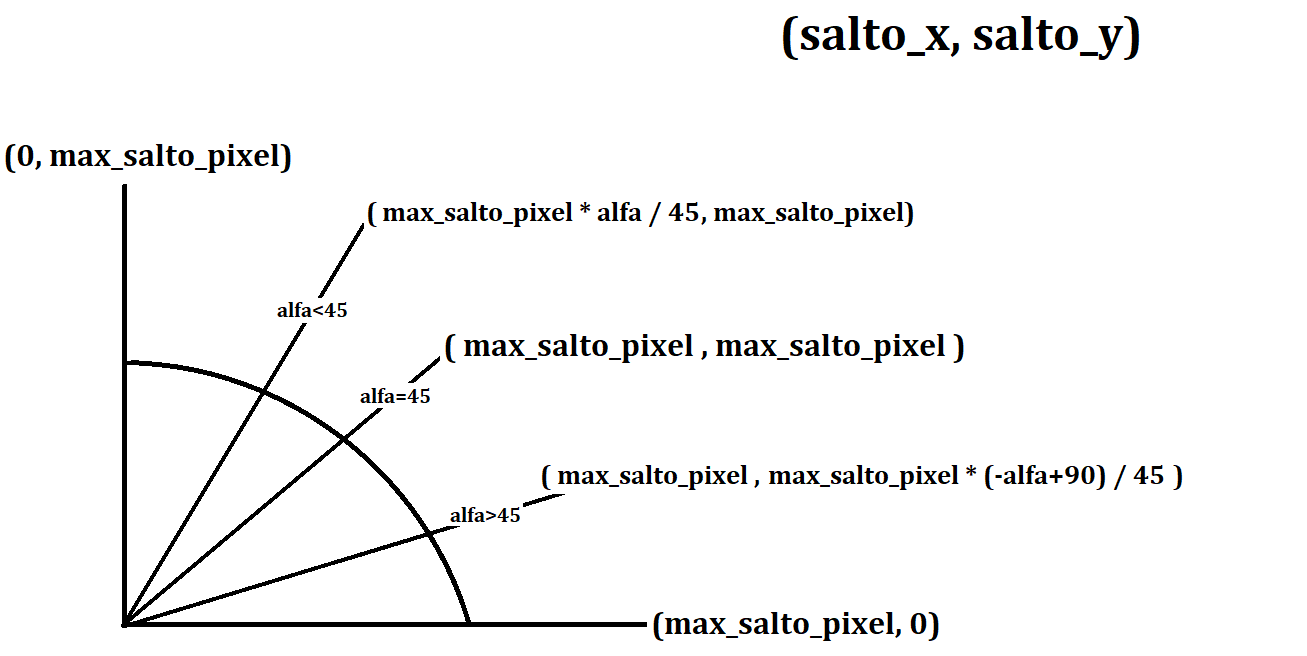 (salto_x, salto_y)
(0, max_salto_pixel)
( max_salto_pixel * alfa / 45, max_salto_pixel)
alfa<45
( max_salto_pixel , max_salto_pixel )
alfa=45
( max_salto_pixel , max_salto_pixel * (-alfa+90) / 45 )
alfa>45
(max_salto_pixel, 0)